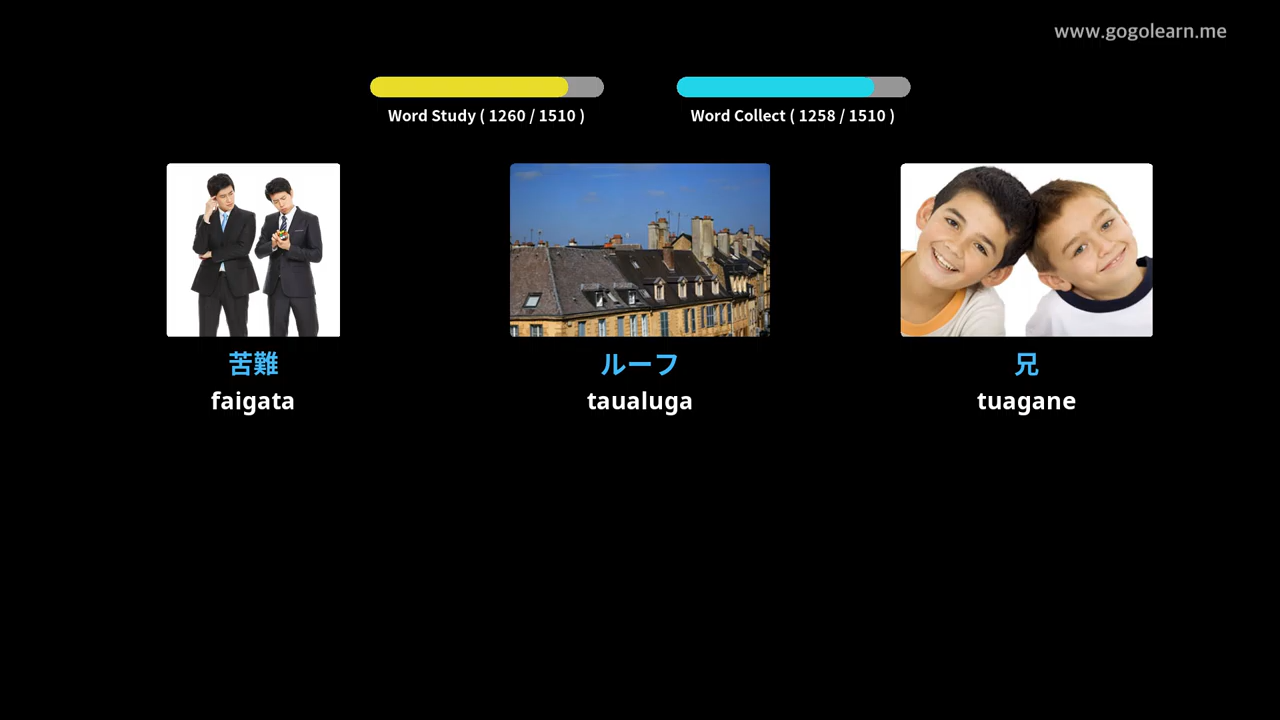 www.gogolearn.me
Word Study ( 1260 / 1510 )
Word Collect ( 1258 / 1510 )
苦難
faigata
ルーフ
taualuga
兄
tuagane